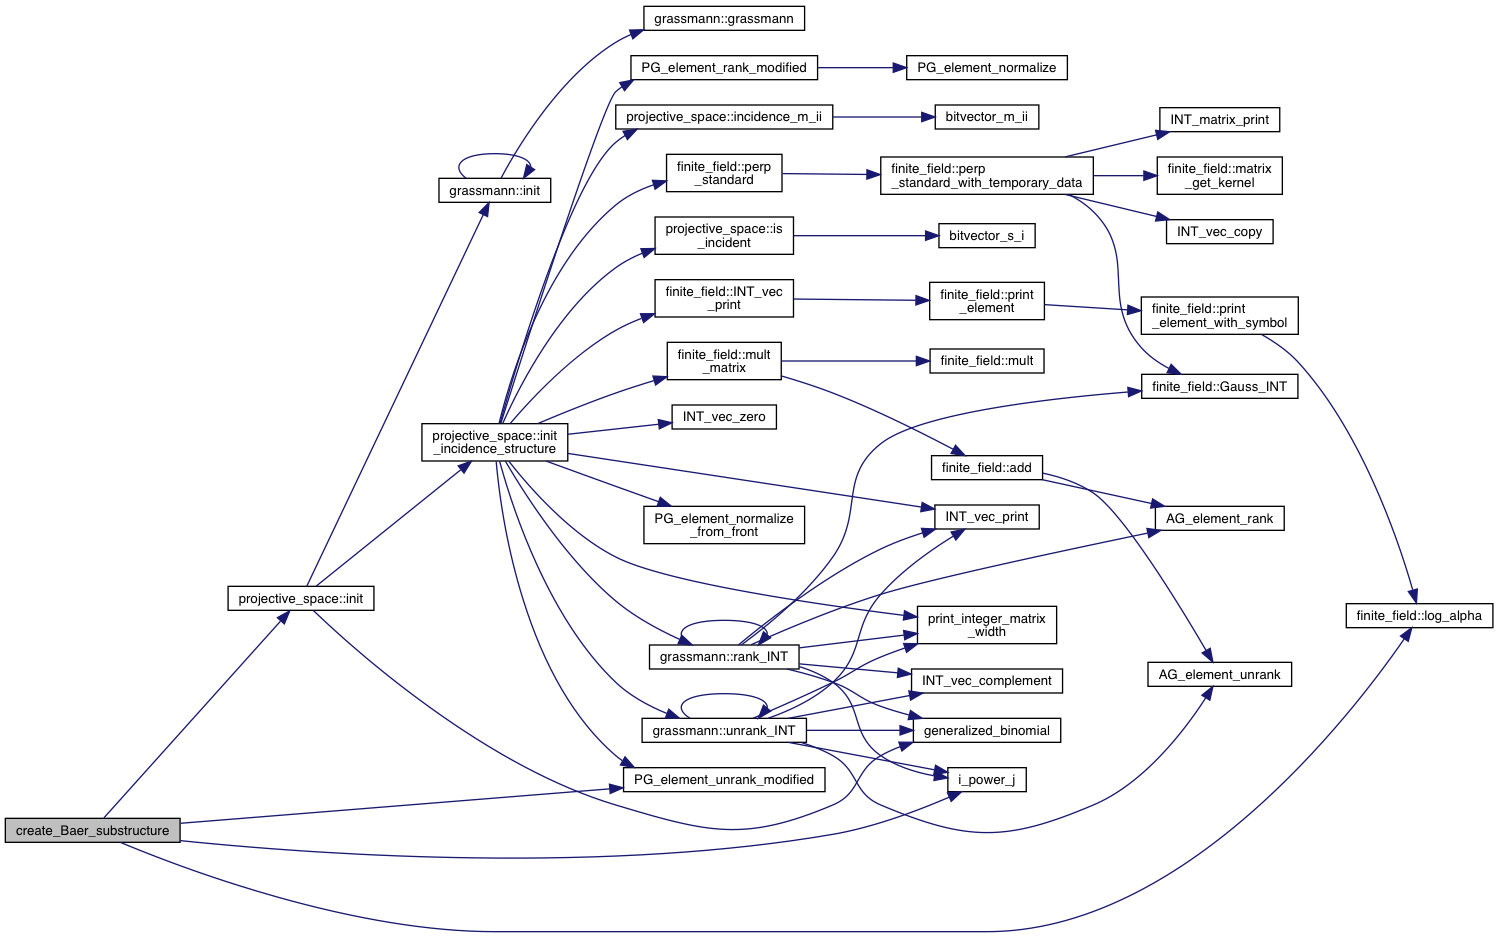 grassmann::grassmann
PG_element_rank_modified
PG_element_normalize
projective_space::incidence_m_ii
bitvector_m_ii
INT_matrix_print
grassmann::init
finite_field::perp
_standard
finite_field::perp
_standard_with_temporary_data
finite_field::matrix
_get_kernel
projective_space::is
_incident
bitvector_s_i
INT_vec_copy
finite_field::INT_vec
_print
finite_field::print
_element
finite_field::print
_element_with_symbol
finite_field::mult
_matrix
finite_field::mult
finite_field::Gauss_INT
INT_vec_zero
projective_space::init
_incidence_structure
finite_field::add
PG_element_normalize
_from_front
INT_vec_print
AG_element_rank
projective_space::init
print_integer_matrix
_width
finite_field::log_alpha
grassmann::rank_INT
INT_vec_complement
AG_element_unrank
grassmann::unrank_INT
generalized_binomial
PG_element_unrank_modified
i_power_j
create_Baer_substructure